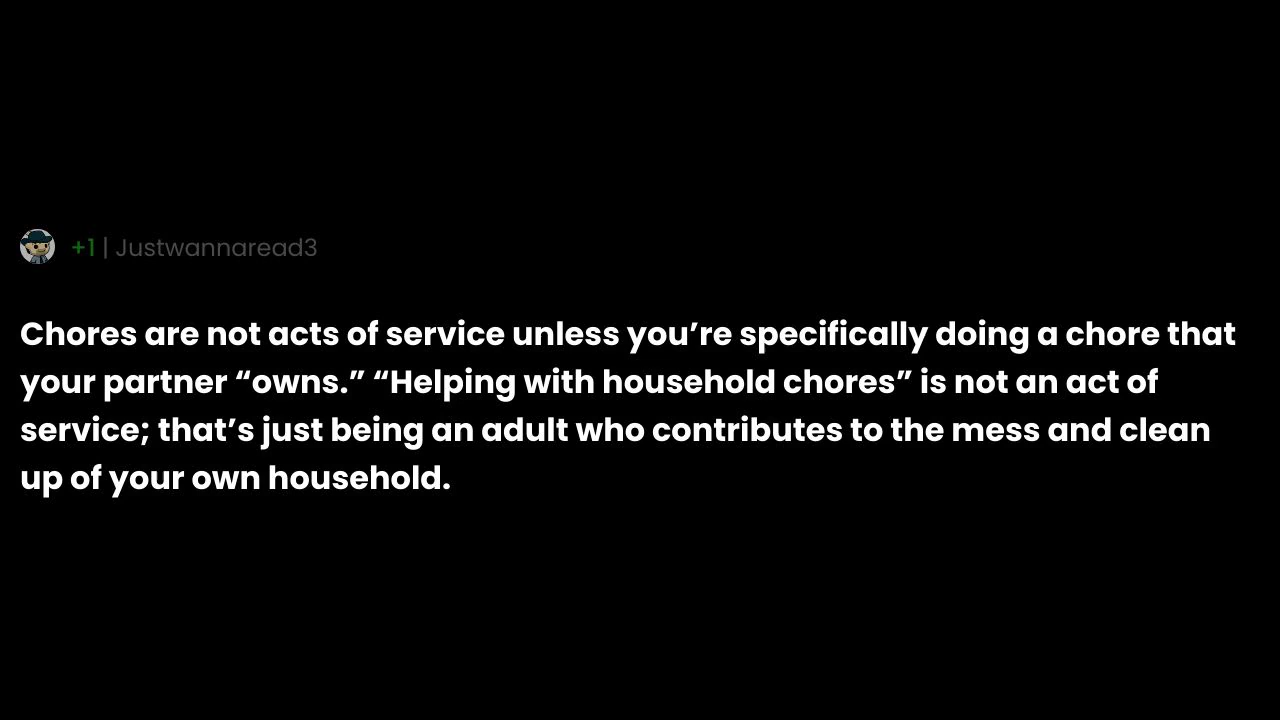 +1 | Justwannaread3
Chores are not acts of service unless you’re specifically doing a chore that
your partner “owns.” “Helping with household chores” is not an act of
service; that’s just being an adult who contributes to the mess and clean
up of your own household.